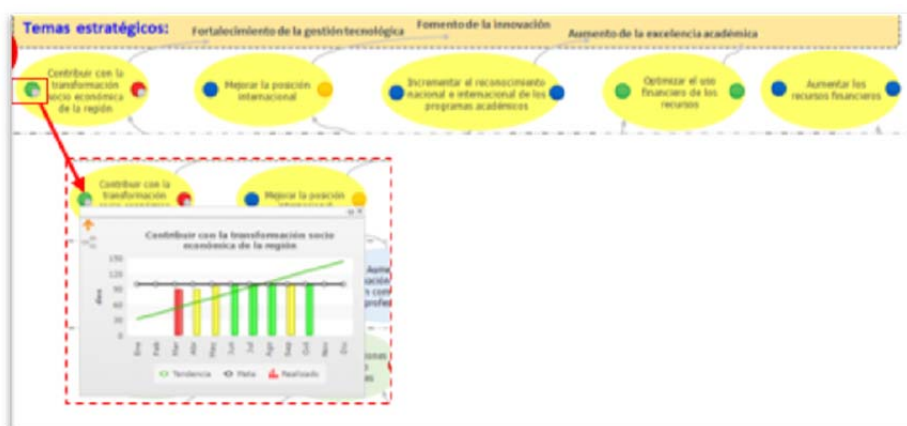 Temas estratégicos:
Fortalecimiento de la gestión tecnológica
Fomento de la innovación
Aumento de la excelencia académica
Contribuir con la
transformación
socio económica
de la región
Mejorar la posición
internacional
Incrementar el reconocimiento
nacional e internacional de los
programas académicos
Optimizar el uso
financiero de los
recursos
Aumentar los
recursos financieros
Contribuir con la
transformación
socio económica
Mejorar la posición
internacional
Contribuir con la transformación socio
económica de la región
150
120
90
60
30
0
Ene
Feb
Mar
Abr
May
Jun
Jul
Ago
Sep
Oct
Nov
Dic
Tendencia
Meta
Realizado